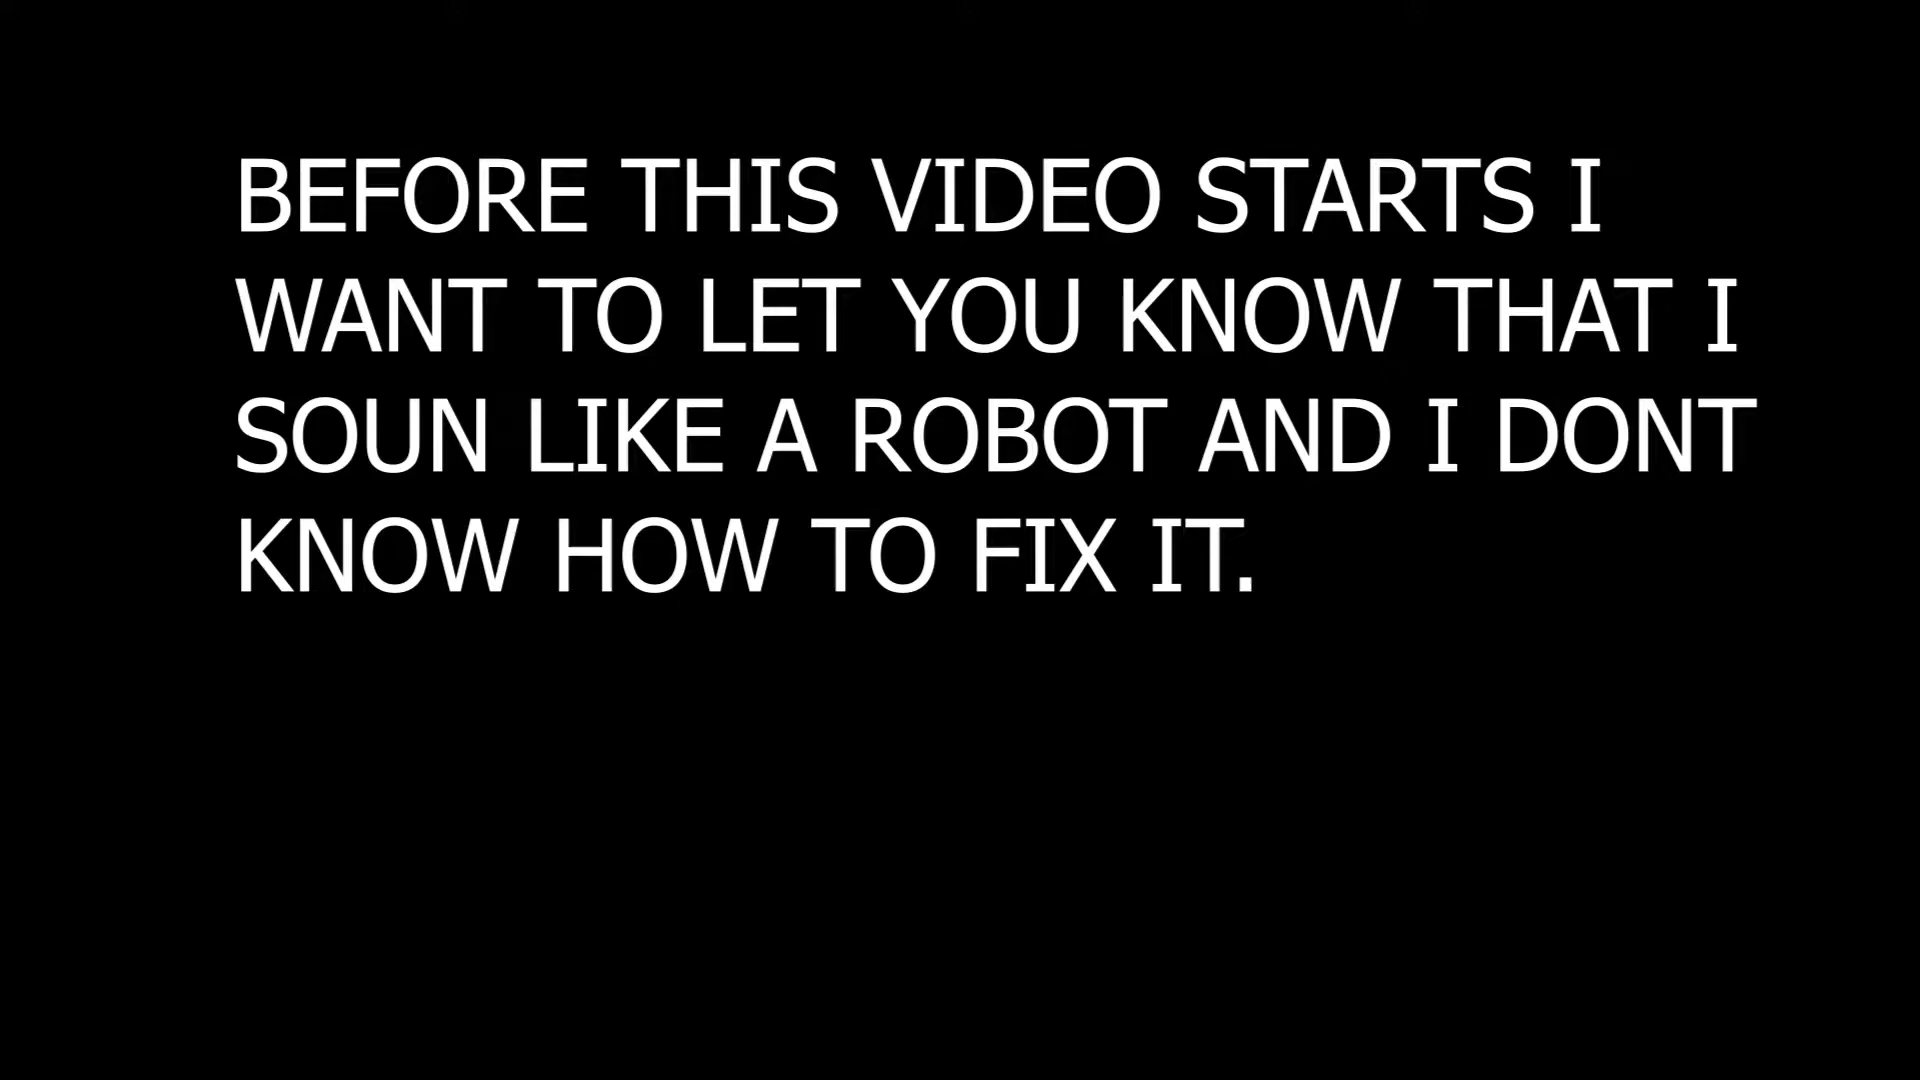 BEFORE THIS VIDEO STARTS I
WANT TO LET YOU KNOW THAT I
SOUN LIKE A ROBOT AND I DONT
KNOW HOW TO FIX IT.